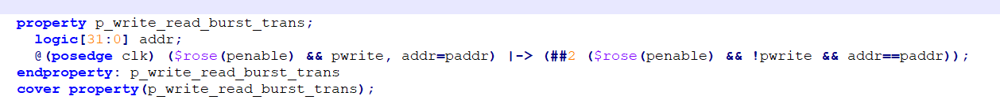 property p_write_read_burst_trans;
  logic[31:0] addr;
  @(posedge clk) ($rose(penable) && pwrite, addr=paddr) |-> (##2 ($rose(penable) && !pwrite && addr==paddr));
endproperty: p_write_read_burst_trans
cover property(p_write_read_burst_trans);